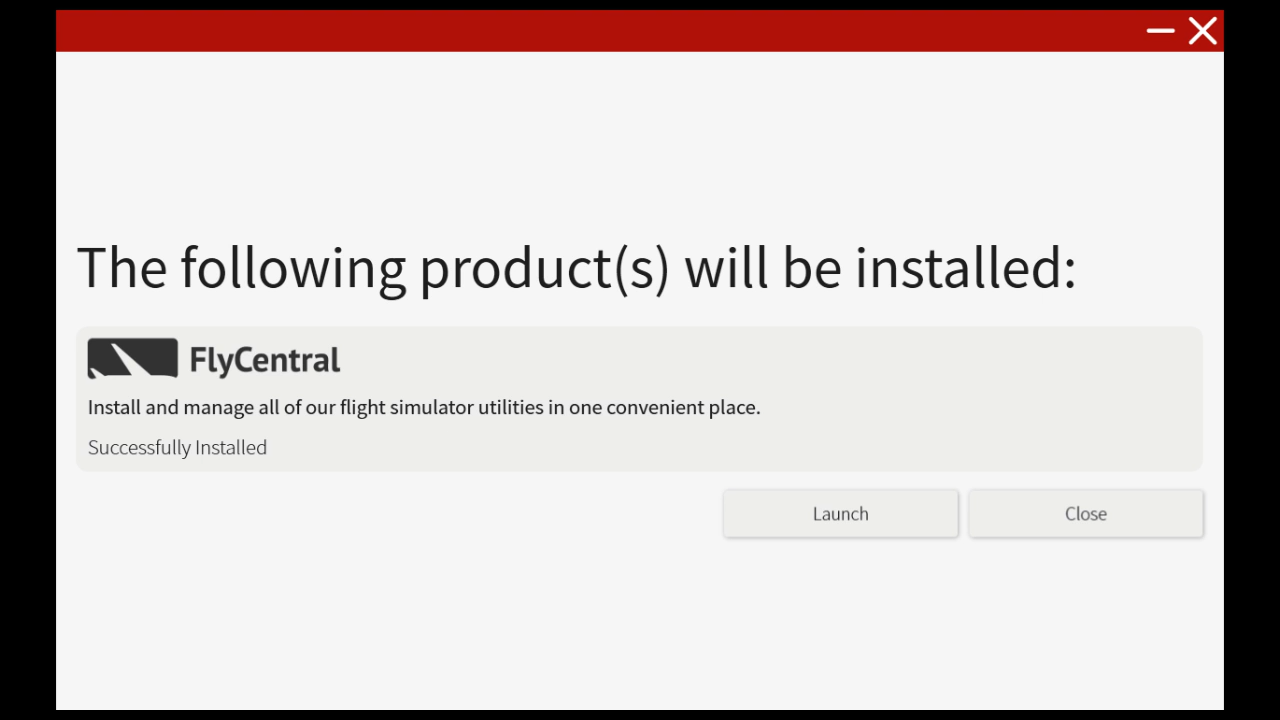 The following product(s) will be installed:
FlyCentral
Install and manage all of our flight simulator utilities in one convenient place.
Successfully Installed
Launch
Close